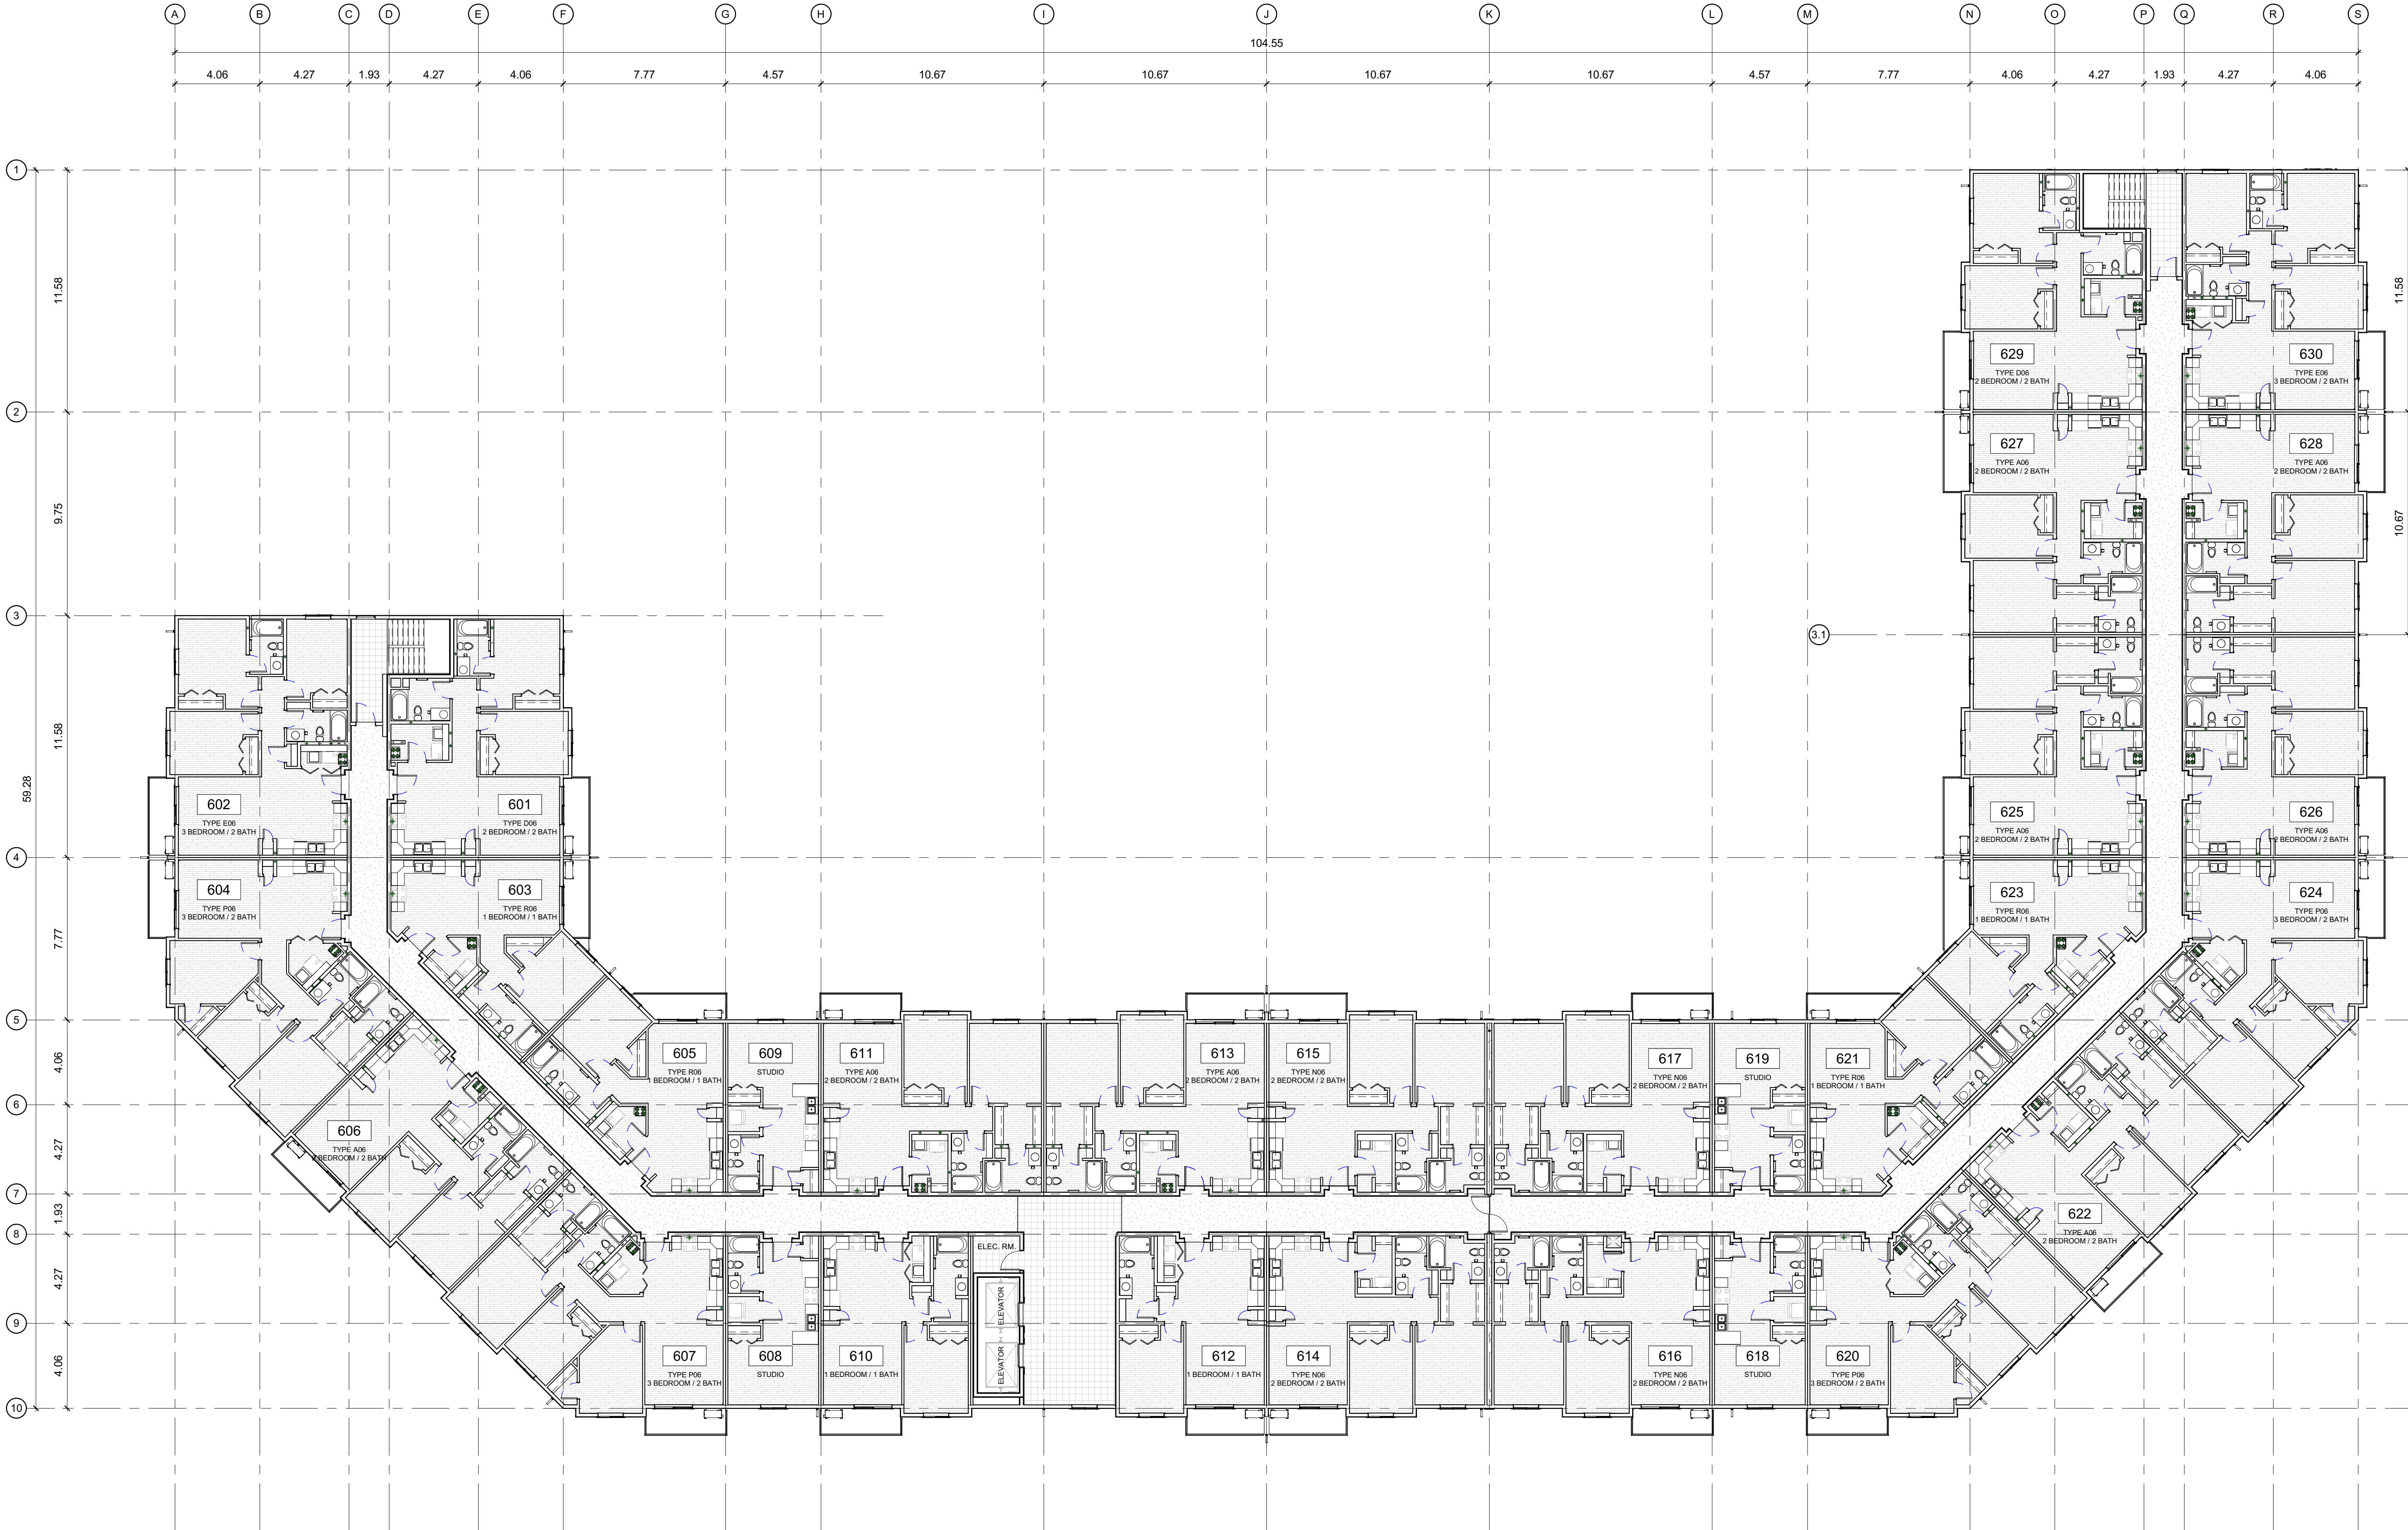 A B C D E F G H I J K L M N O P Q R S
104.55
4.06 4.27 1.93 4.27 4.06 7.77 4.57 10.67 10.67 10.67 10.67 4.57 7.77 4.06 4.27 1.93 4.27 4.06
1
11.58
11.58
629
TYPE D06
2 BEDROOM / 2 BATH
630
TYPE E06
3 BEDROOM / 2 BATH
2
627
TYPE A06
2 BEDROOM / 2 BATH
628
TYPE A06
2 BEDROOM / 2 BATH
9.75
10.67
3
3.1
11.58
59.28
602
TYPE E06
3 BEDROOM / 2 BATH
601
TYPE D06
2 BEDROOM / 2 BATH
625
TYPE A06
2 BEDROOM / 2 BATH
626
TYPE A06
2 BEDROOM / 2 BATH
4
604
TYPE P06
3 BEDROOM / 2 BATH
603
TYPE R06
1 BEDROOM / 1 BATH
623
TYPE R06
1 BEDROOM / 1 BATH
624
TYPE P06
3 BEDROOM / 2 BATH
7.77
5
4.06
605
TYPE R06
1 BEDROOM / 1 BATH
609
STUDIO
611
TYPE A06
2 BEDROOM / 2 BATH
613
TYPE A06
2 BEDROOM / 2 BATH
615
TYPE N06
2 BEDROOM / 2 BATH
617
TYPE N06
2 BEDROOM / 2 BATH
619
STUDIO
621
TYPE R06
1 BEDROOM / 1 BATH
6
606
TYPE A06
2 BEDROOM / 2 BATH
4.27
7
1.93
622
TYPE A06
2 BEDROOM / 2 BATH
8
ELEC. RM.
4.27
ELEVATOR
ELEVATOR
9
4.06
607
TYPE P06
3 BEDROOM / 2 BATH
608
STUDIO
610
1 BEDROOM / 1 BATH
612
1 BEDROOM / 1 BATH
614
TYPE N06
2 BEDROOM / 2 BATH
616
TYPE N06
2 BEDROOM / 2 BATH
618
STUDIO
620
TYPE P06
3 BEDROOM / 2 BATH
10